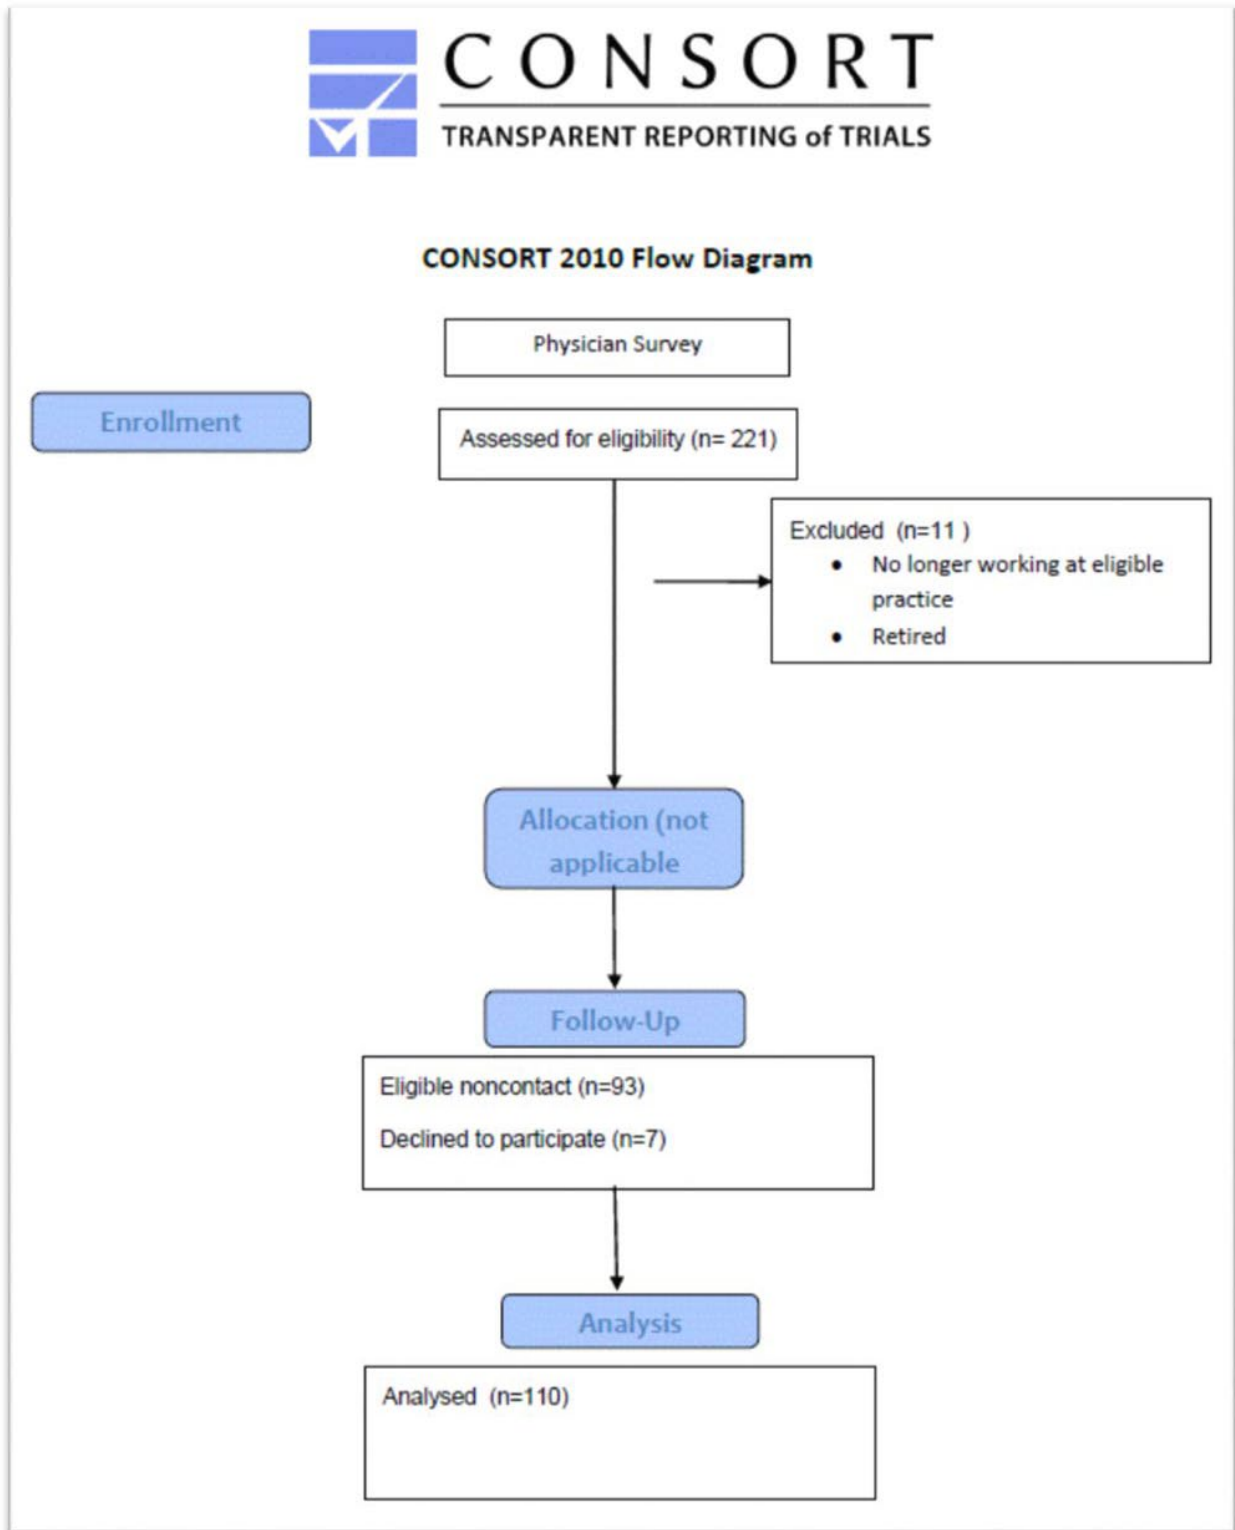 CONSORT
TRANSPARENT REPORTING of TRIALS
CONSORT 2010 Flow Diagram
Physician Survey
Enrollment
Assessed for eligibility (n= 221)
Excluded (n=11 )
• No longer working at eligible
practice
• Retired
Allocation (not
applicable
Follow-Up
Eligible noncontact (n=93)
Declined to participate (n=7)
Analysis
Analysed (n=110)